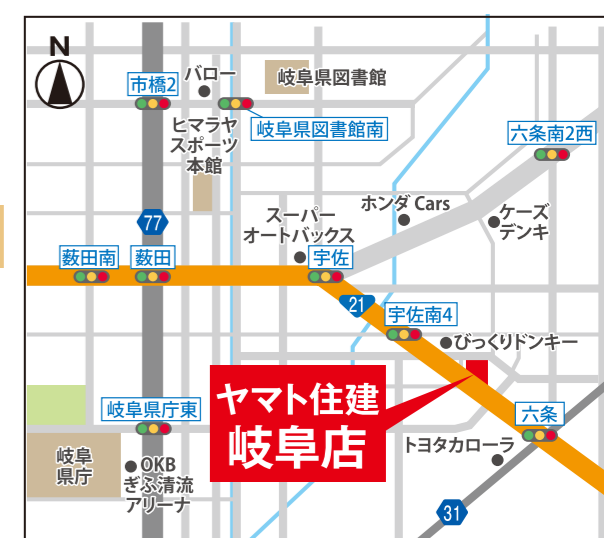 N
市橋2
バロー
岐阜県図書館
ヒマラヤ
スポーツ
本館
岐阜県図書館南
六条南2西
77
スーパー
オートバックス
ホンダ Cars
ケーズ
デンキ
薮田南
薮田
宇佐
21
宇佐南4
びっくりドンキー
ヤマト住建
岐阜店
岐阜県庁東
六条
岐阜
県庁
OKB
ぎふ清流
アリーナ
トヨタカローラ
31